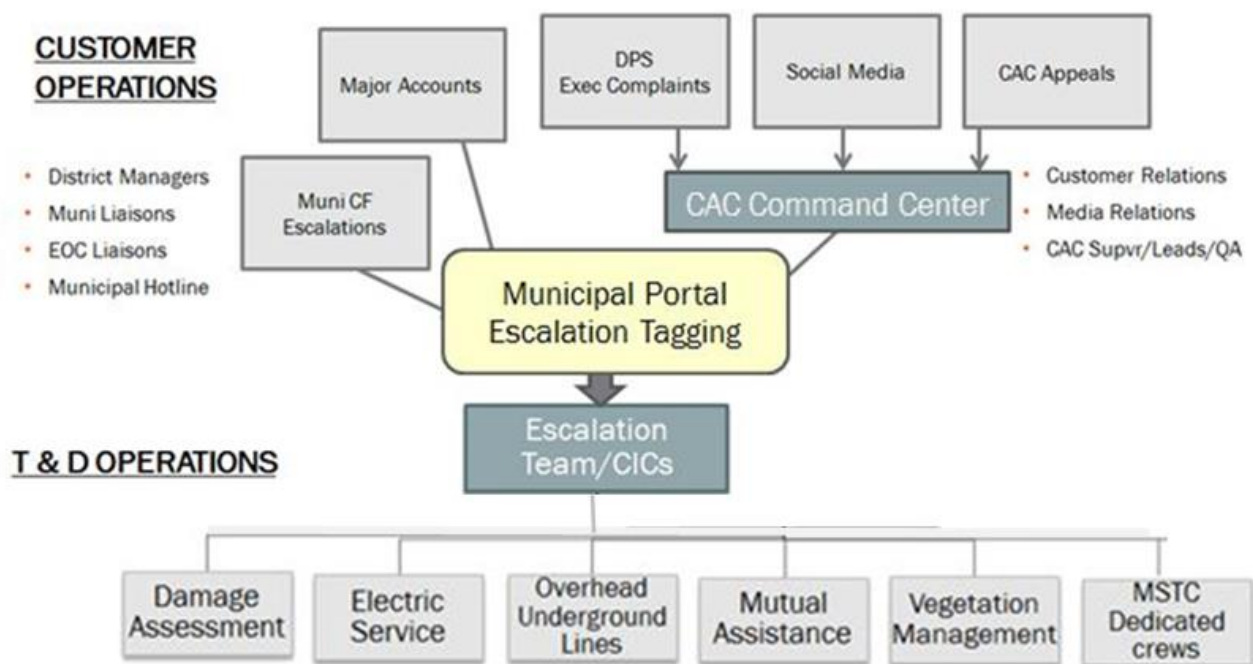 CUSTOMER
OPERATIONS
Major Accounts
DPS
Exec Complaints
Social Media
CAC Appeals
• District Managers
• Muni Liaisons
• EOC Liaisons
• Municipal Hotline
Muni CF
Escalations
CAC Command Center
• Customer Relations
• Media Relations
• CAC Supvr/Leads/QA
Municipal Portal
Escalation Tagging
Escalation
Team/CICs
T & D OPERATIONS
Damage
Assessment
Electric
Service
Overhead
Underground
Lines
Mutual
Assistance
Vegetation
Management
MSTC
Dedicated
crews